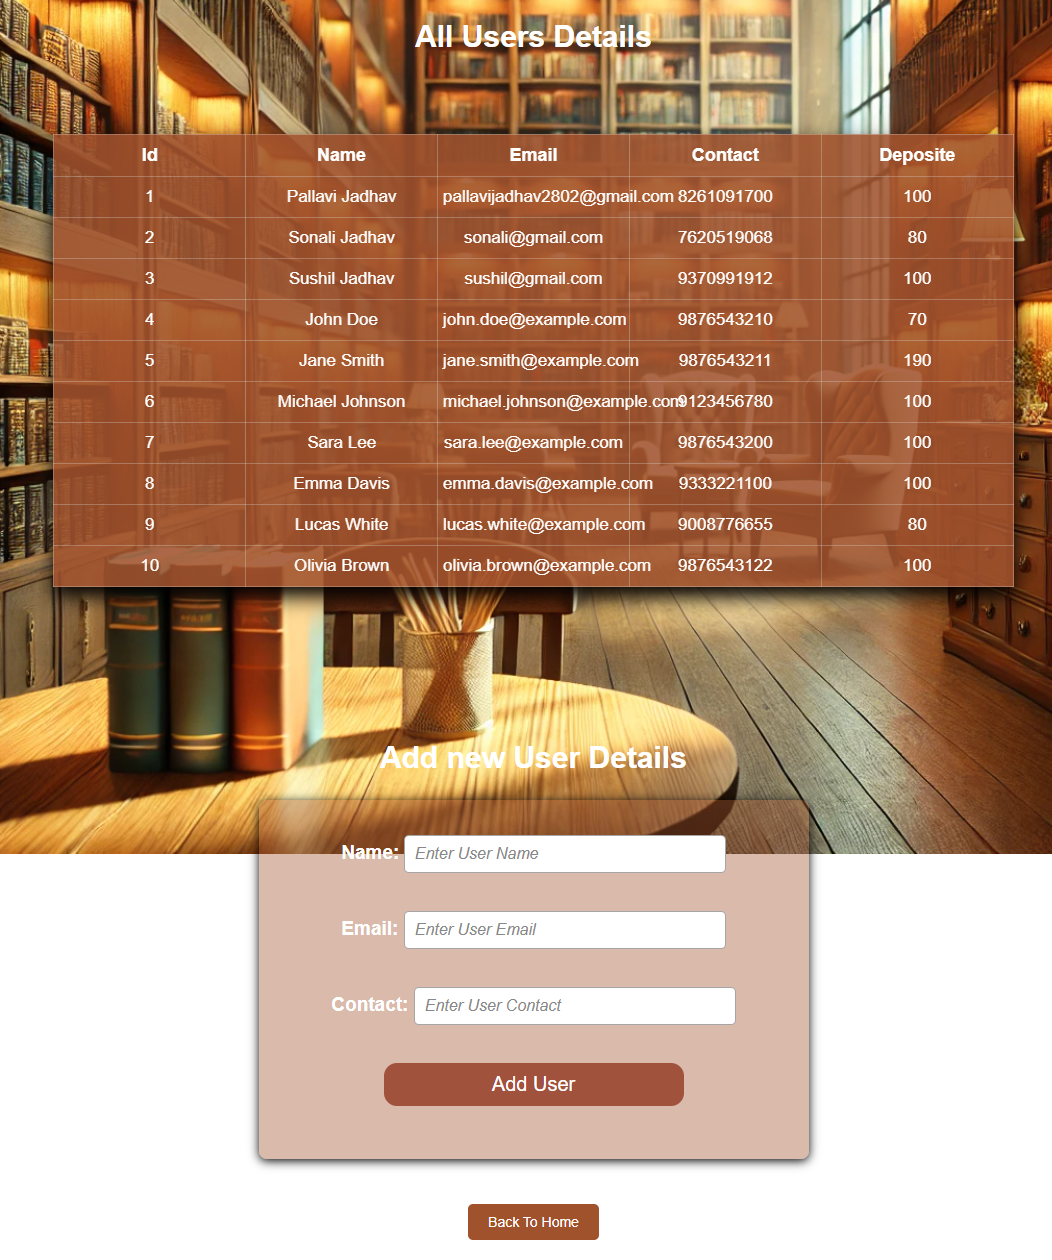 All Users Details
Id Name Email Contact Deposite
1 Pallavi Jadhav pallavijadhav2802@gmail.com 8261091700 100
2 Sonali Jadhav sonali@gmail.com 7620519068 80
3 Sushil Jadhav sushil@gmail.com 9370991912 100
4 John Doe john.doe@example.com 9876543210 70
5 Jane Smith jane.smith@example.com 9876543211 190
6 Michael Johnson michael.johnson@example.com 9123456780 100
7 Sara Lee sara.lee@example.com 9876543200 100
8 Emma Davis emma.davis@example.com 9333221100 100
9 Lucas White lucas.white@example.com 9008776655 80
10 Olivia Brown olivia.brown@example.com 9876543122 100
Add new User Details
Name: Enter User Name
Email: Enter User Email
Contact: Enter User Contact
Add User
Back To Home